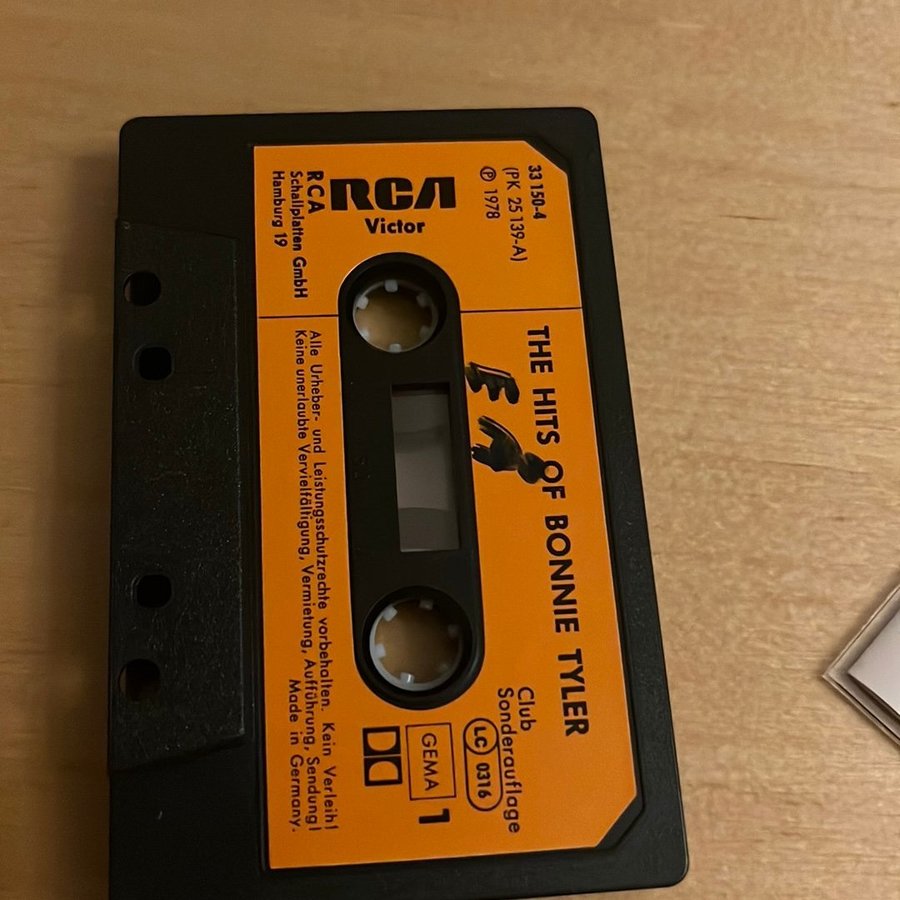 33 150-4
(PK 25 139-A)
Ⓟ 1978
RCA
Victor
RCA
Schallplatten GmbH
Hamburg 19
THE HITS OF BONNIE TYLER
Club
Sonderauflage
LC 0316
GEMA
1
Alle Urheber- und Leistungsschutzrechte vorbehalten. Kein Verleih!
Keine unerlaubte Vervielfältigung, Vermietung, Aufführung, Sendung!
Made in Germany.